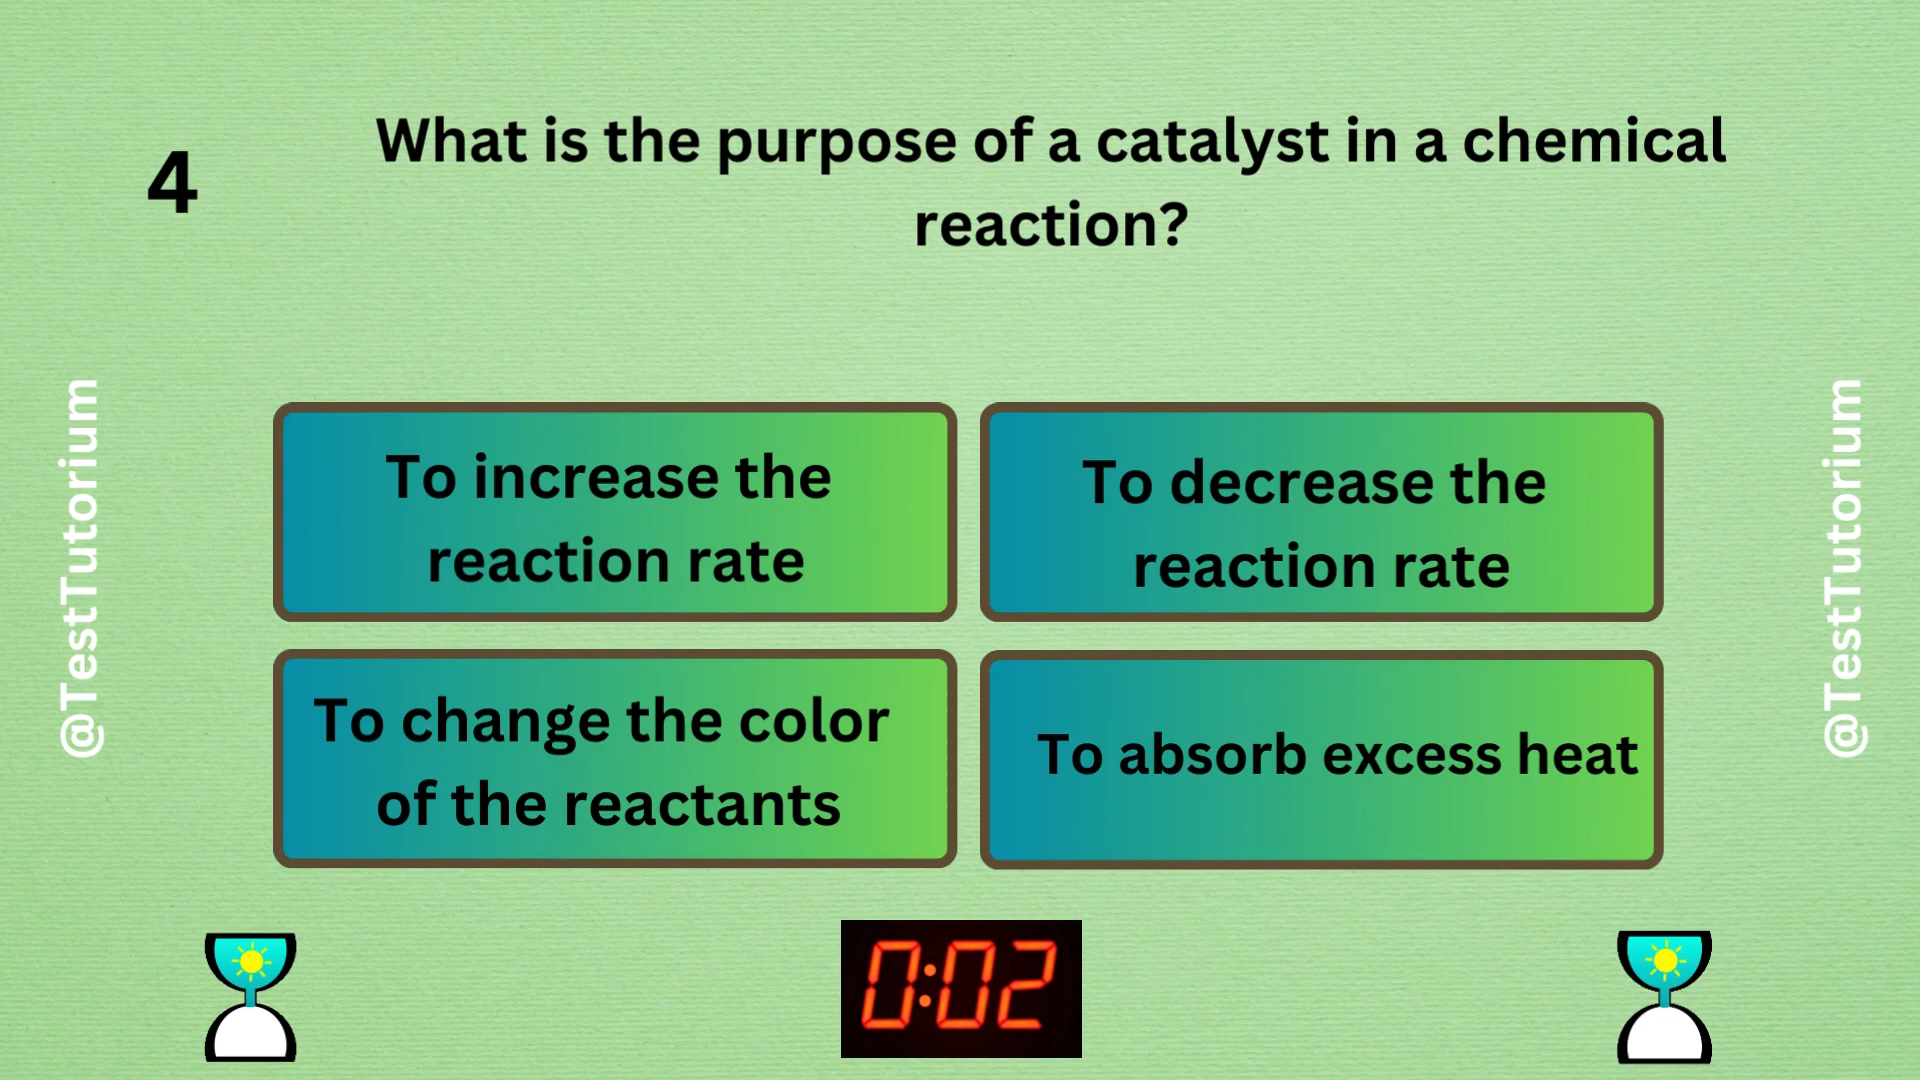 4
What is the purpose of a catalyst in a chemical
reaction?
To increase the
reaction rate
To decrease the
reaction rate
To change the color
of the reactants
To absorb excess heat
@TestTutorium
@TestTutorium
0:02